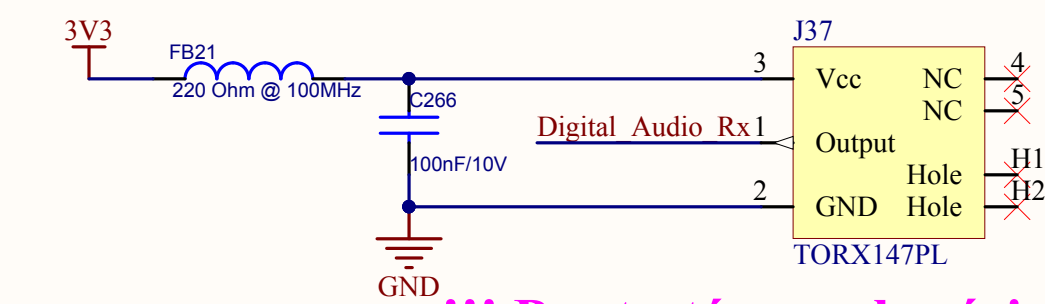 3V3
J37
FB21
220 Ohm @ 100MHz
3
Vcc
NC
4
NC
5
C266
Digital_Audio_Rx
1
Output
100nF/10V
Hole
H1
2
GND
Hole
H2
TORX147PL
GND